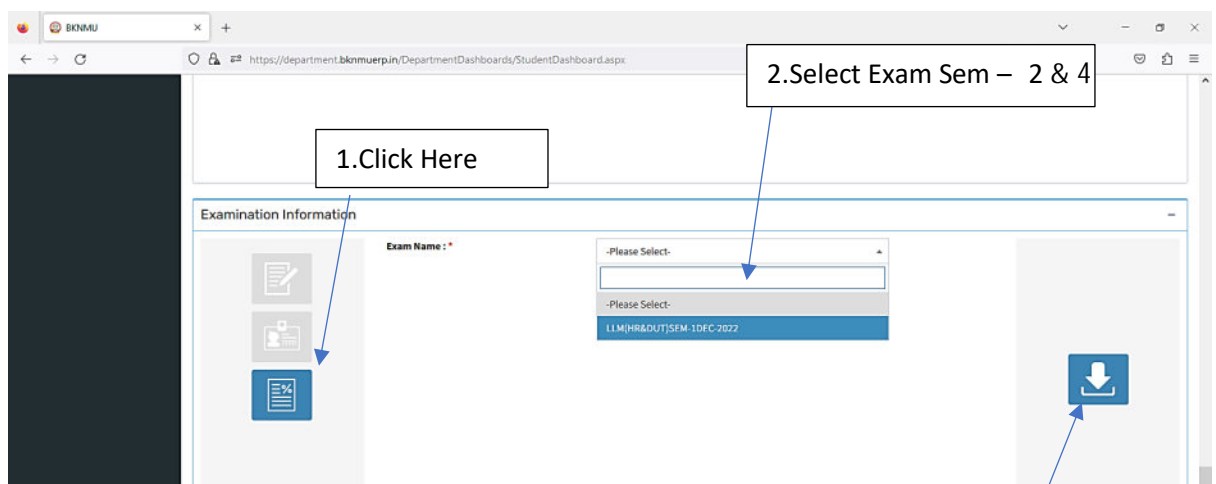 BKNMU
https://department.bknmuerp.in/DepartmentDashboards/StudentDashboard.aspx
2.Select Exam Sem – 2 & 4
1.Click Here
Examination Information
Exam Name : *
-Please Select-
-Please Select-
LLM(HR&DUT)SEM-1DEC-2022